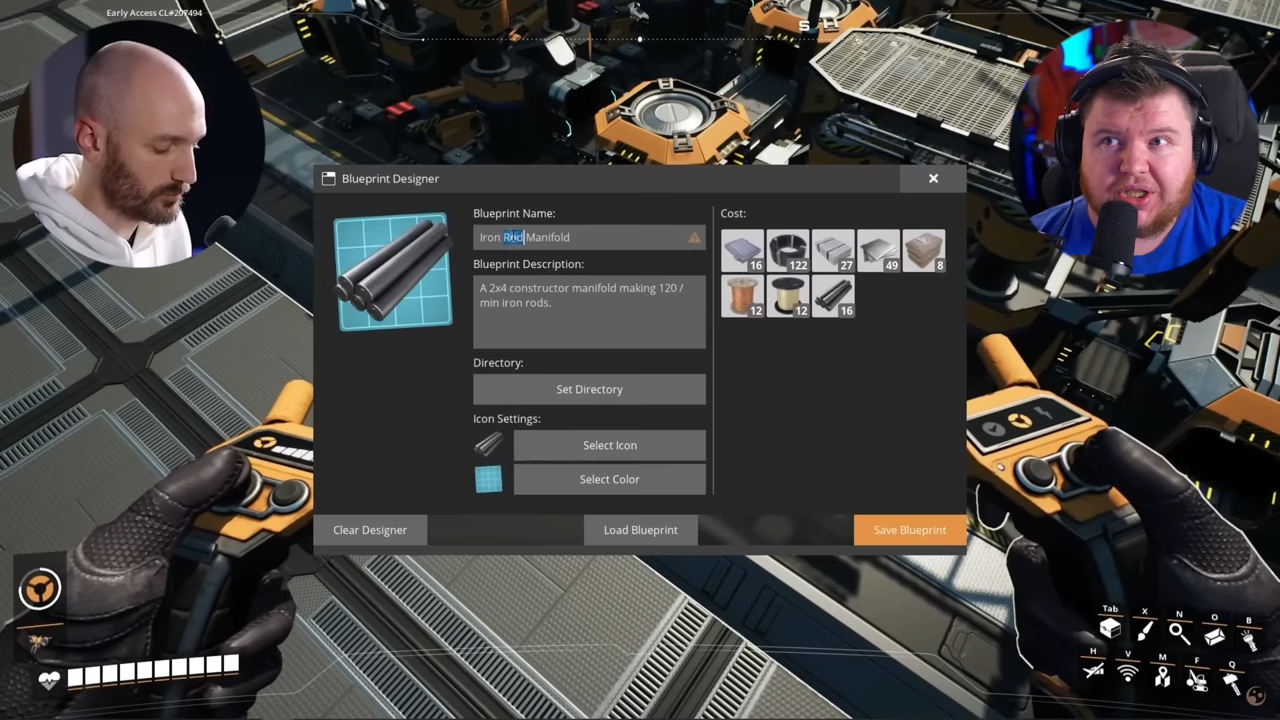 Early Access CL#207494
S
Blueprint Designer
Blueprint Name:
Iron Rod Manifold
Blueprint Description:
A 2x4 constructor manifold making 120 /
min iron rods.
Directory:
Set Directory
Icon Settings:
Select Icon
Select Color
Cost:
16 122 27 49 8
12 12 16
Clear Designer
Load Blueprint
Save Blueprint
Tab X N O B
H V M F Q